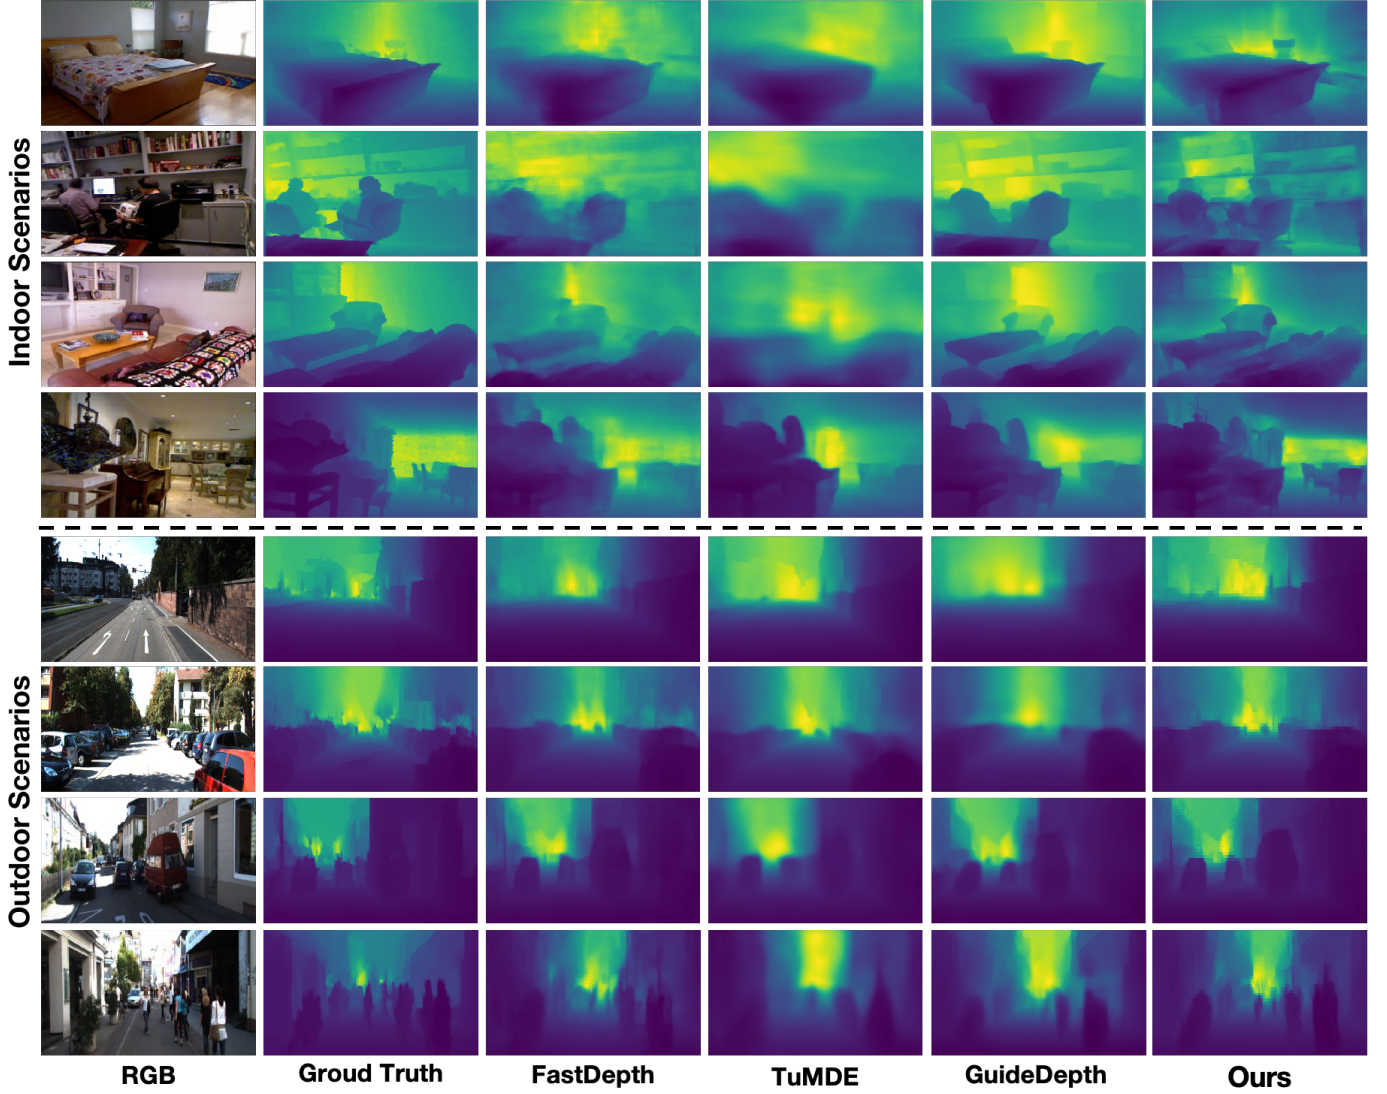 Indoor Scenarios
Outdoor Scenarios
RGB
Groud Truth
FastDepth
TuMDE
GuideDepth
Ours